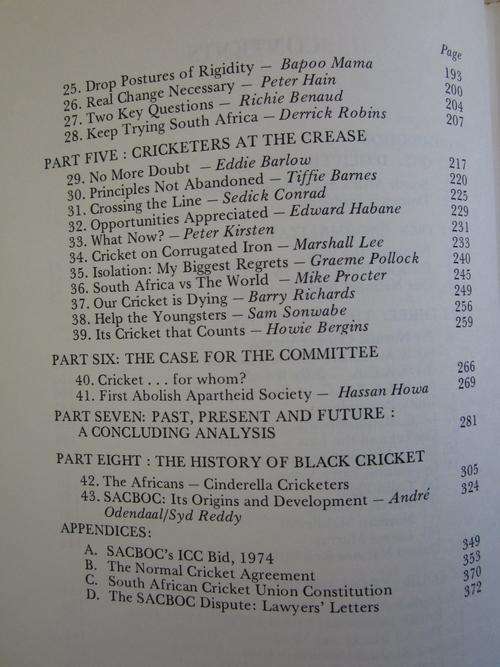 Page
25. Drop Postures of Rigidity — Bapoo Mama 193
26. Real Change Necessary — Peter Hain 200
27. Two Key Questions — Richie Benaud 204
28. Keep Trying South Africa — Derrick Robins 207
PART FIVE : CRICKETERS AT THE CREASE
29. No More Doubt — Eddie Barlow 217
30. Principles Not Abandoned — Tiffie Barnes 220
31. Crossing the Line — Sedick Conrad 225
32. Opportunities Appreciated — Edward Habane 229
33. What Now? — Peter Kirsten 231
34. Cricket on Corrugated Iron — Marshall Lee 233
35. Isolation: My Biggest Regrets — Graeme Pollock 240
36. South Africa vs The World — Mike Procter 245
37. Our Cricket is Dying — Barry Richards 249
38. Help the Youngsters — Sam Sonwabe 256
39. Its Cricket that Counts — Howie Bergins 259
PART SIX: THE CASE FOR THE COMMITTEE
40. Cricket . . . for whom? 266
41. First Abolish Apartheid Society — Hassan Howa 269
PART SEVEN: PAST, PRESENT AND FUTURE :
A CONCLUDING ANALYSIS 281
PART EIGHT : THE HISTORY OF BLACK CRICKET
42. The Africans — Cinderella Cricketers 305
43. SACBOC: Its Origins and Development — André 324
Odendaal/Syd Reddy
APPENDICES:
A. SACBOC's ICC Bid, 1974 349
B. The Normal Cricket Agreement 353
C. South African Cricket Union Constitution 370
D. The SACBOC Dispute: Lawyers' Letters 372